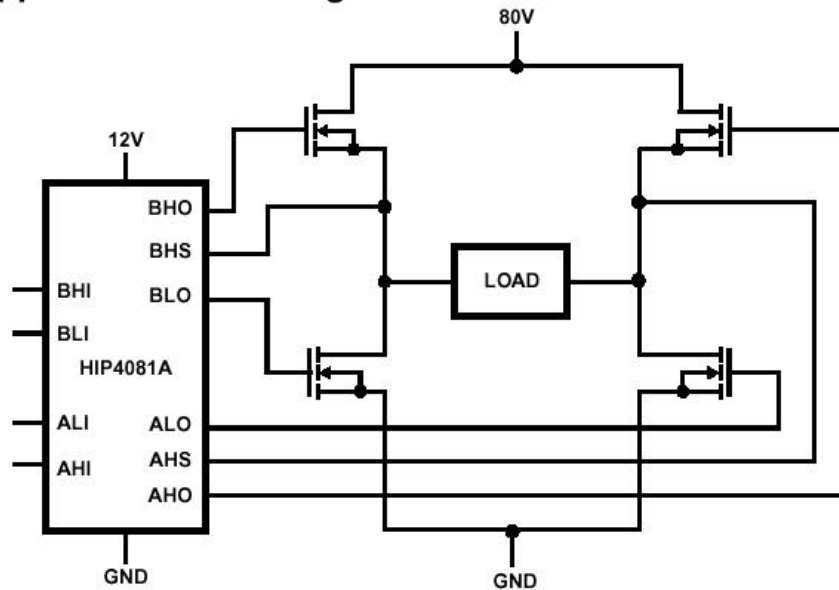 80V
12V
BHO
BHS
BHI
BLO
BLI
LOAD
HIP4081A
ALI
ALO
AHS
AHI
AHO
GND
GND